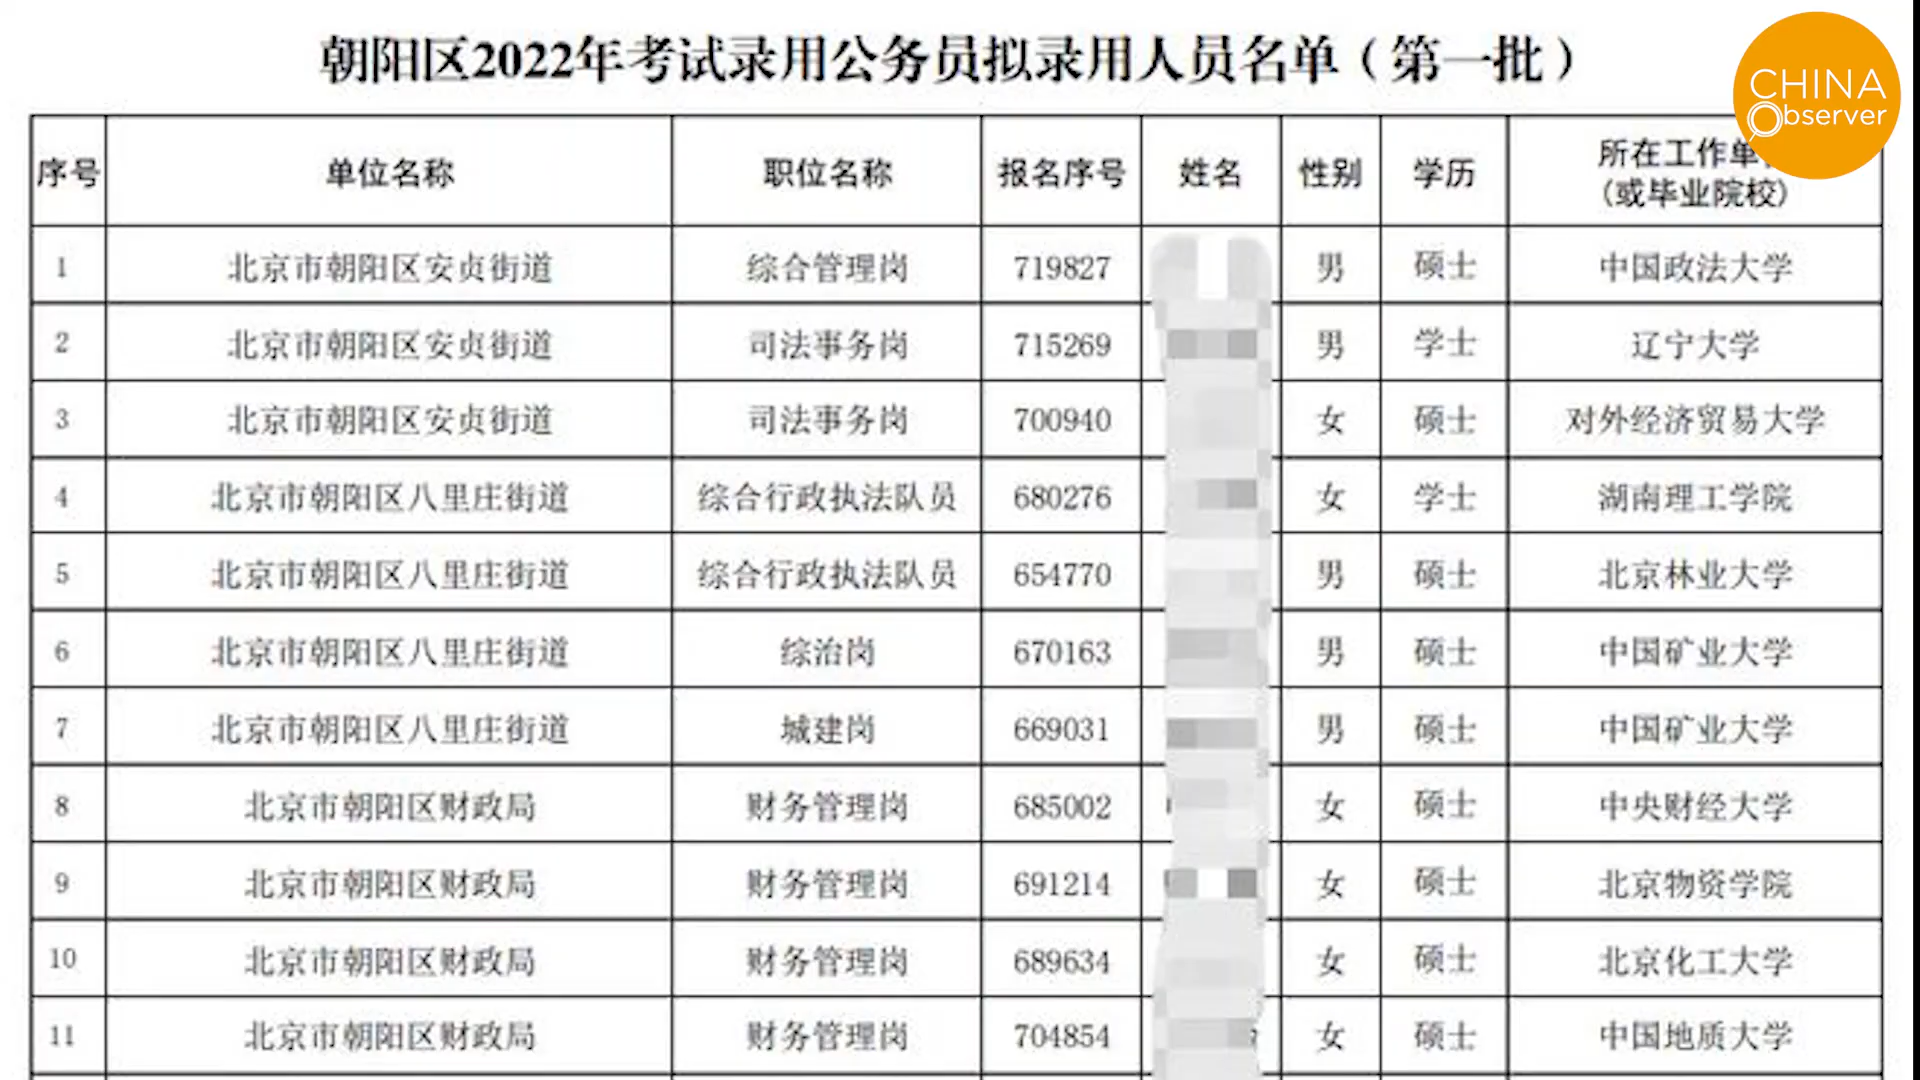 朝阳区2022年考试录用公务员拟录用人员名单（第一批）
CHINA
Observer
序号 单位名称 职位名称 报名序号 姓名 性别 学历 所在工作单
(或毕业院校)
1 北京市朝阳区安贞街道 综合管理岗 719827 男 硕士 中国政法大学
2 北京市朝阳区安贞街道 司法事务岗 715269 男 学士 辽宁大学
3 北京市朝阳区安贞街道 司法事务岗 700940 女 硕士 对外经济贸易大学
4 北京市朝阳区八里庄街道 综合行政执法队员 680276 女 学士 湖南理工学院
5 北京市朝阳区八里庄街道 综合行政执法队员 654770 男 硕士 北京林业大学
6 北京市朝阳区八里庄街道 综治岗 670163 男 硕士 中国矿业大学
7 北京市朝阳区八里庄街道 城建岗 669031 男 硕士 中国矿业大学
8 北京市朝阳区财政局 财务管理岗 685002 女 硕士 中央财经大学
9 北京市朝阳区财政局 财务管理岗 691214 女 硕士 北京物资学院
10 北京市朝阳区财政局 财务管理岗 689634 女 硕士 北京化工大学
11 北京市朝阳区财政局 财务管理岗 704854 女 硕士 中国地质大学